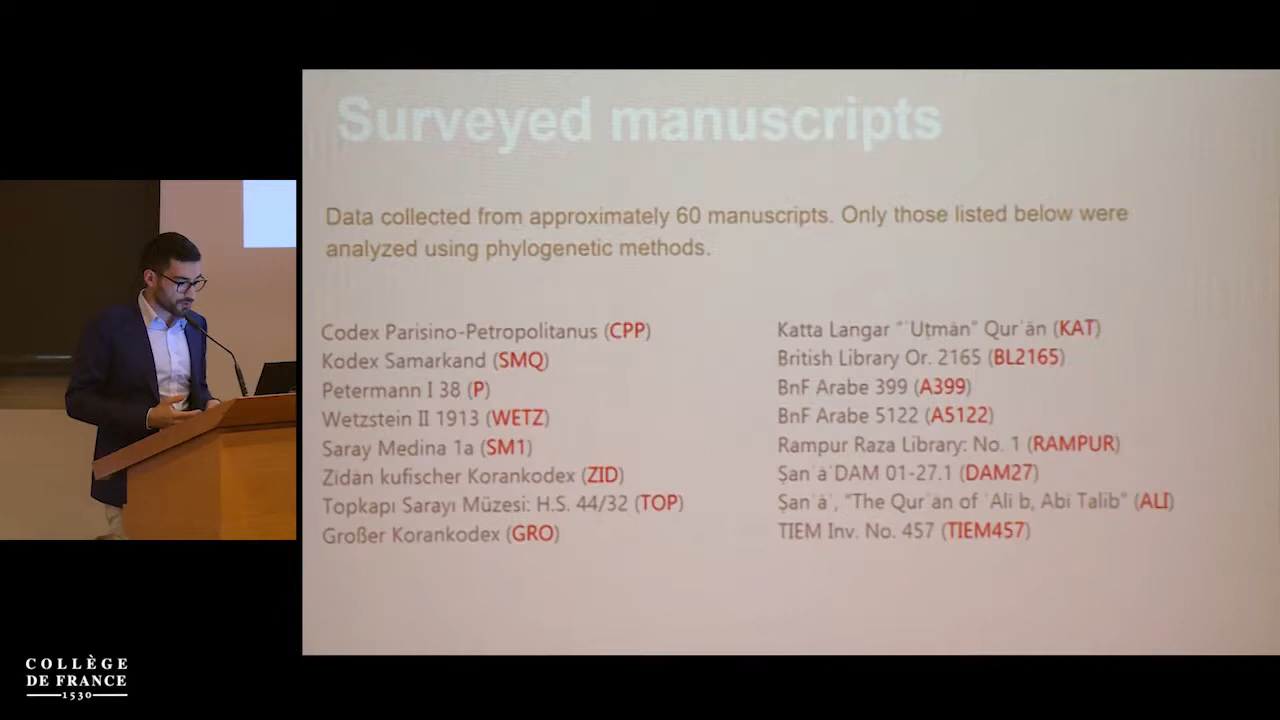 Surveyed manuscripts
Data collected from approximately 60 manuscripts. Only those listed below were
analyzed using phylogenetic methods.
Codex Parisino-Petropolitanus (CPP)
Kodex Samarkand (SMQ)
Petermann I 38 (P)
Wetzstein II 1913 (WETZ)
Saray Medina 1a (SM1)
Zidān kufischer Korankodex (ZID)
Topkapı Sarayı Müzesi: H.S. 44/32 (TOP)
Großer Korankodex (GRO)
Katta Langar "ʿUṯmān" Qurʾān (KAT)
British Library Or. 2165 (BL2165)
BnF Arabe 399 (A399)
BnF Arabe 5122 (A5122)
Rampur Raza Library: No. 1 (RAMPUR)
Ṣanʿāʾ DAM 01-27.1 (DAM27)
Ṣanʿāʾ, "The Qurʾān of ʿAlī b, Abī Talib" (ALI)
TIEM Inv. No. 457 (TIEM457)
COLLÈGE
DE FRANCE
1530